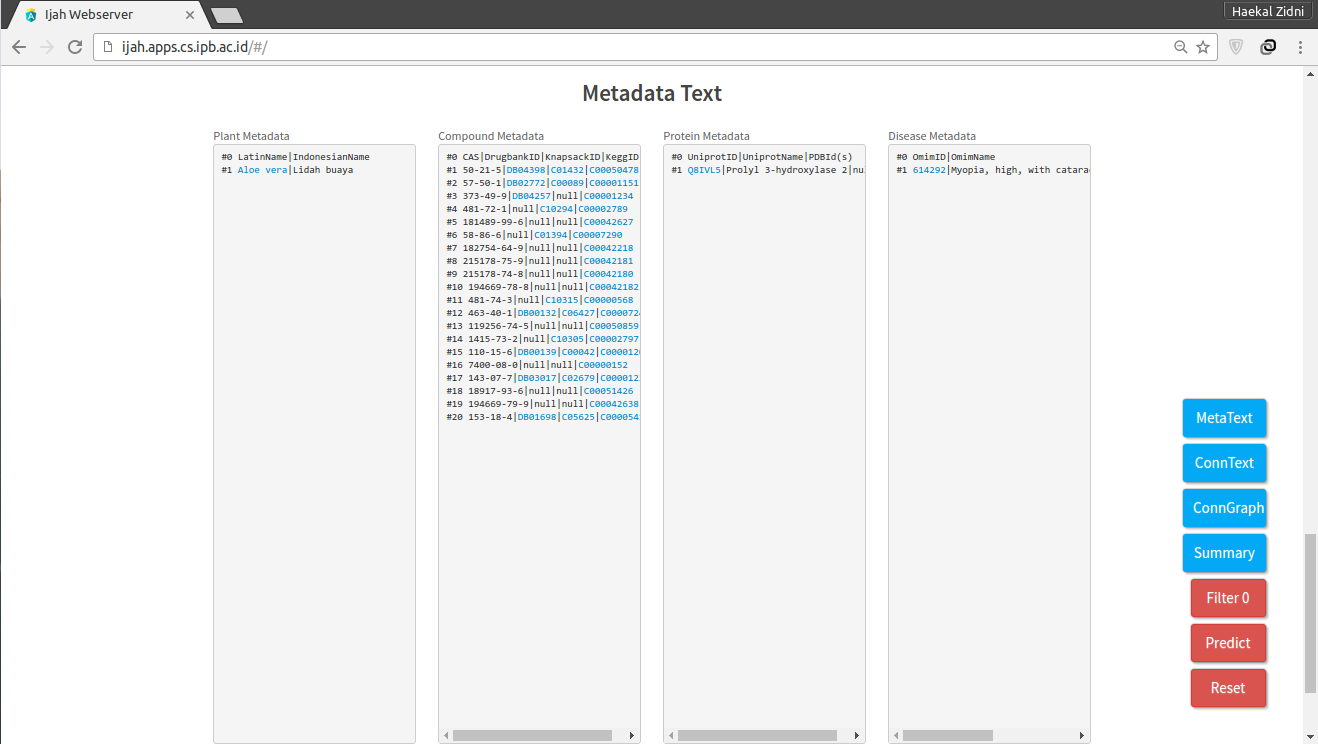 Ijah Webserver
Haekal Zidni
ijah.apps.cs.ipb.ac.id/#/
Metadata Text
Plant Metadata
#0 LatinName|IndonesianName
#1 Aloe vera|Lidah buaya
Compound Metadata
#0 CAS|DrugbankID|KnapsackID|KeggID
#1 50-21-5|DB04398|C01432|C00050478
#2 57-50-1|DB02772|C00089|C00001151
#3 373-49-9|DB04257|null|C00001234
#4 481-72-1|null|C10294|C00002789
#5 181489-99-6|null|null|C00042627
#6 58-86-6|null|C01394|C00007290
#7 182754-64-9|null|null|C00042218
#8 215178-75-9|null|null|C00042181
#9 215178-74-8|null|null|C00042180
#10 194669-78-8|null|null|C00042182
#11 481-74-3|null|C10315|C00000568
#12 463-40-1|DB00132|C06427|C0000724
#13 119256-74-5|null|null|C00050859
#14 1415-73-2|null|C10305|C00002797
#15 110-15-6|DB00139|C00042|C0000120
#16 7400-08-0|null|null|C00000152
#17 143-07-7|DB03017|C02679|C000012
#18 18917-93-6|null|null|C00051426
#19 194669-79-9|null|null|C00042638
#20 153-18-4|DB01698|C05625|C000054
Protein Metadata
#0 UniprotID|UniprotName|PDBId(s)
#1 Q8IVL5|Prolyl 3-hydroxylase 2|nu
Disease Metadata
#0 OmimID|OmimName
#1 614292|Myopia, high, with catara
MetaText
ConnText
ConnGraph
Summary
Filter 0
Predict
Reset